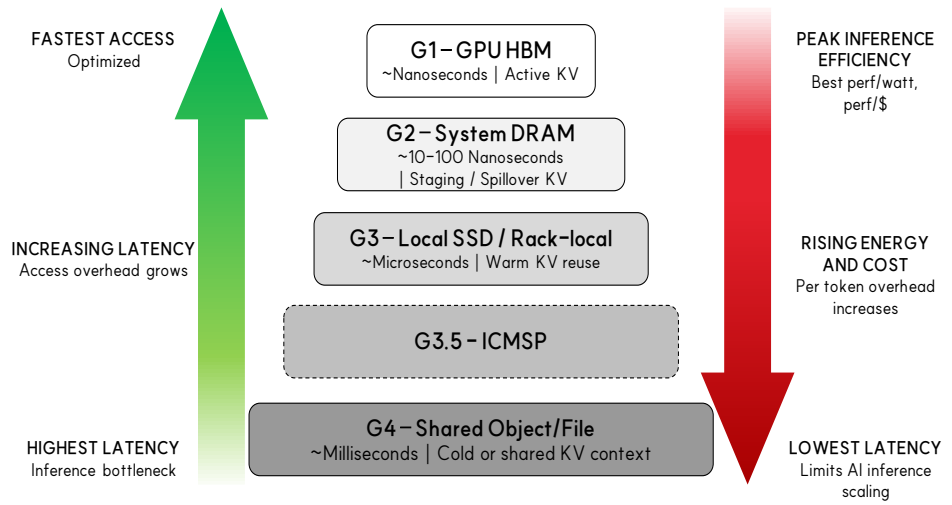 FASTEST ACCESS
Optimized
INCREASING LATENCY
Access overhead grows
HIGHEST LATENCY
Inference bottleneck
G1 – GPU HBM
~Nanoseconds | Active KV
G2 – System DRAM
~10-100 Nanoseconds
| Staging / Spillover KV
G3 – Local SSD / Rack-local
~Microseconds | Warm KV reuse
G3.5 – ICMSP
G4 – Shared Object/File
~Milliseconds | Cold or shared KV context
PEAK INFERENCE
EFFICIENCY
Best perf/watt,
perf/$
RISING ENERGY
AND COST
Per token overhead
increases
LOWEST LATENCY
Limits AI inference
scaling